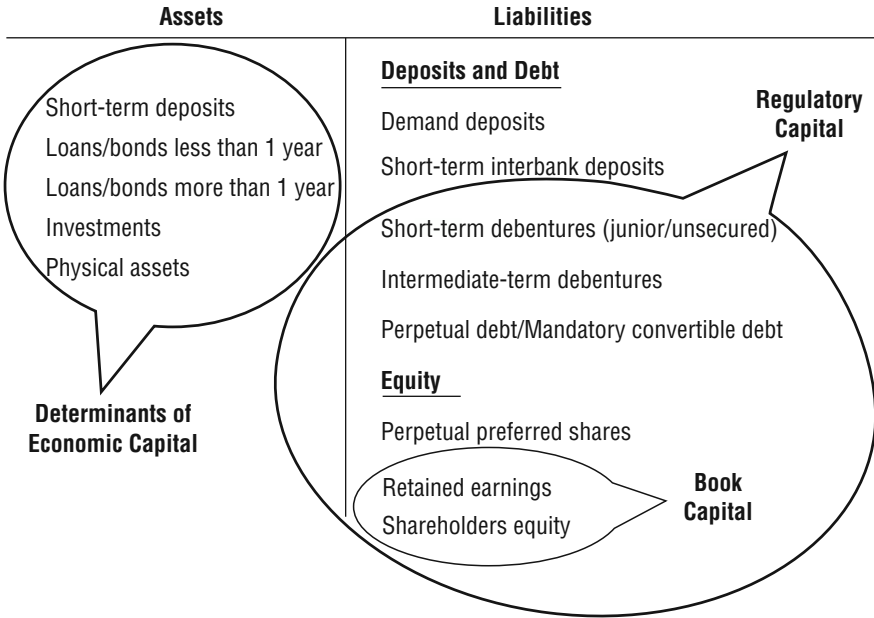 Assets
Liabilities
Short-term deposits
Loans/bonds less than 1 year
Loans/bonds more than 1 year
Investments
Physical assets
Determinants of
Economic Capital
Deposits and Debt
Demand deposits
Short-term interbank deposits
Short-term debentures (junior/unsecured)
Intermediate-term debentures
Perpetual debt/Mandatory convertible debt
Equity
Perpetual preferred shares
Retained earnings
Shareholders equity
Regulatory
Capital
Book
Capital